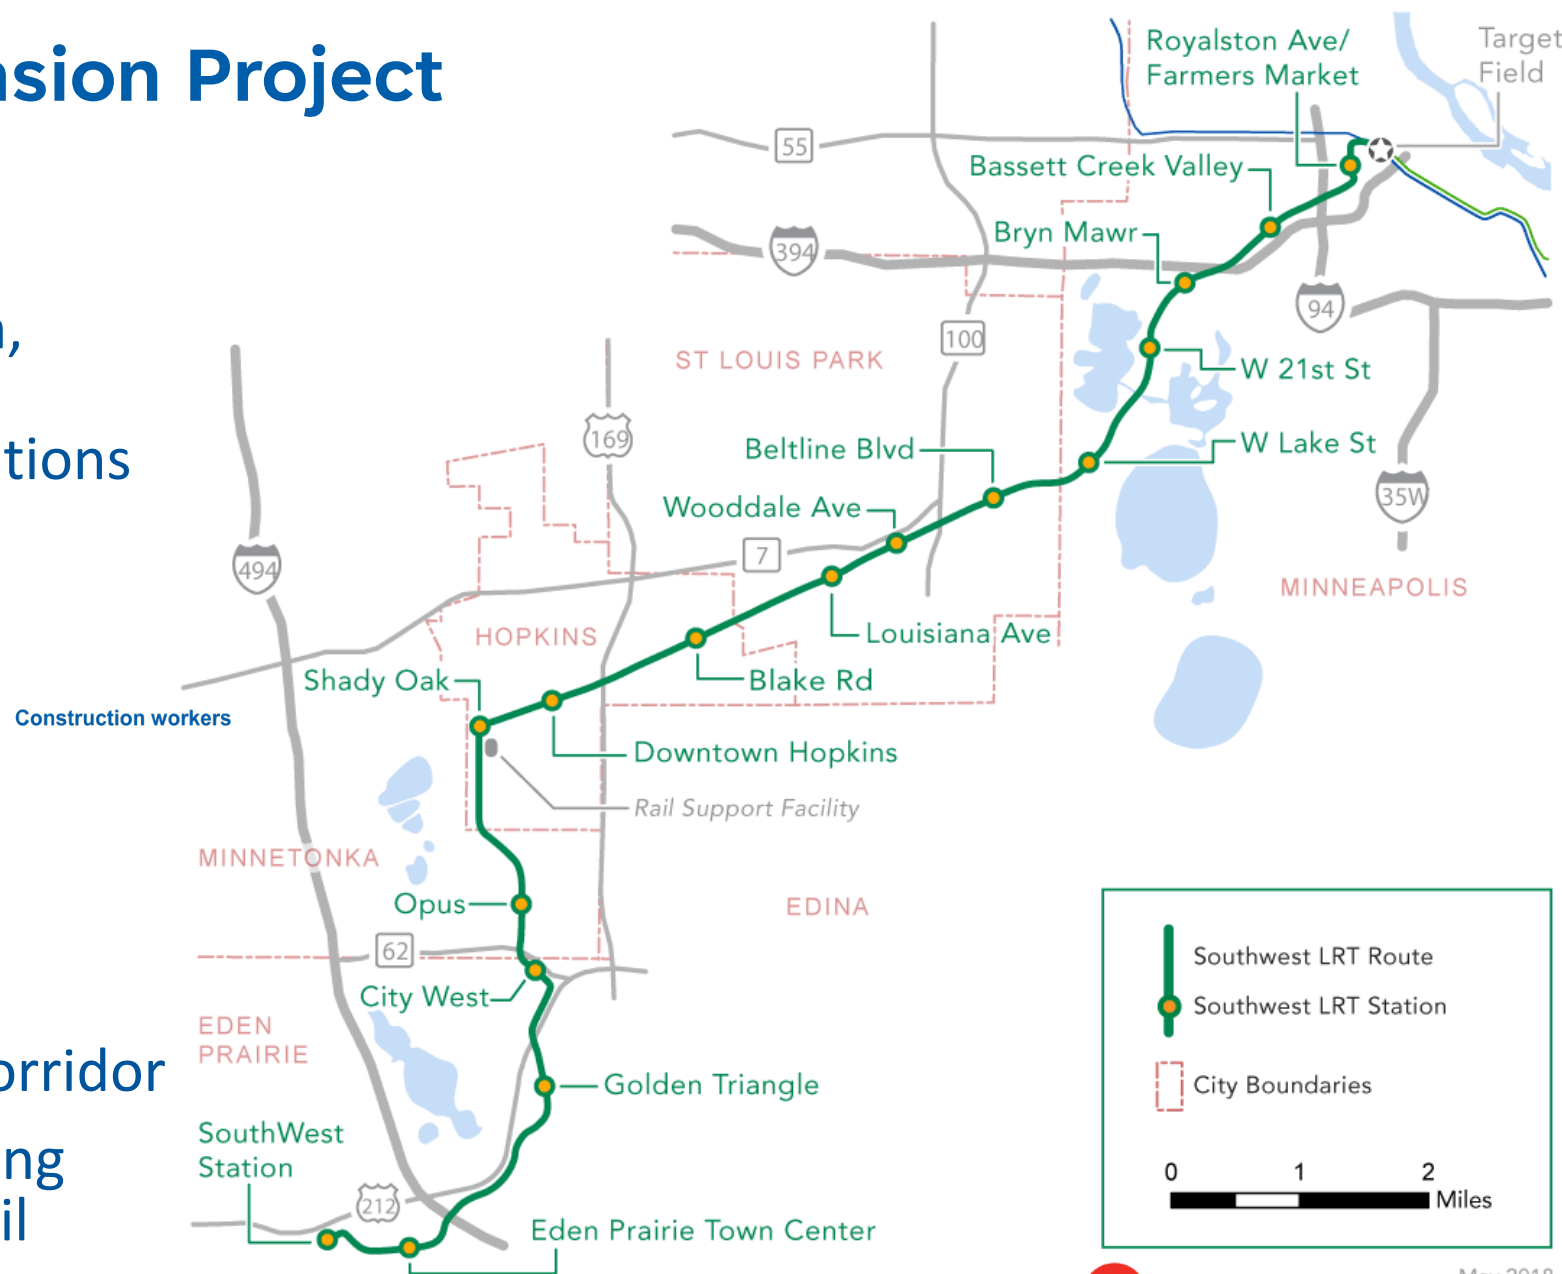 nsion Project
tions
Construction workers
orridor
ng
il
Royalston Ave/
Farmers Market
Target
Field
55
Bassett Creek Valley
Bryn Mawr
394
94
100
ST LOUIS PARK
W 21st St
169
Beltline Blvd
W Lake St
Wooddale Ave
35W
7
494
MINNEAPOLIS
HOPKINS
Louisiana Ave
Shady Oak
Blake Rd
Downtown Hopkins
Rail Support Facility
MINNETONKA
Opus
EDINA
62
City West
EDEN
PRAIRIE
Golden Triangle
SouthWest
Station
212
Eden Prairie Town Center
Southwest LRT Route
Southwest LRT Station
City Boundaries
0 1 2
Miles
May 2018